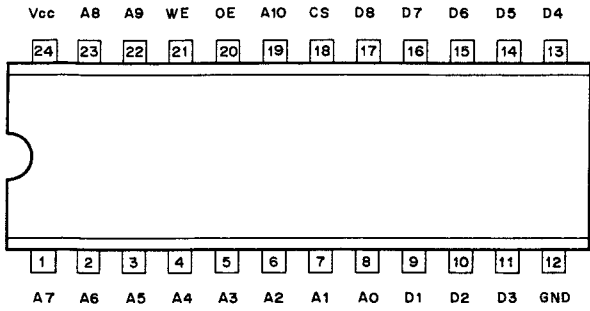 Vcc A8 A9 WE OE A10 CS D8 D7 D6 D5 D4
24 23 22 21 20 19 18 17 16 15 14 13
1 2 3 4 5 6 7 8 9 10 11 12
A7 A6 A5 A4 A3 A2 A1 A0 D1 D2 D3 GND